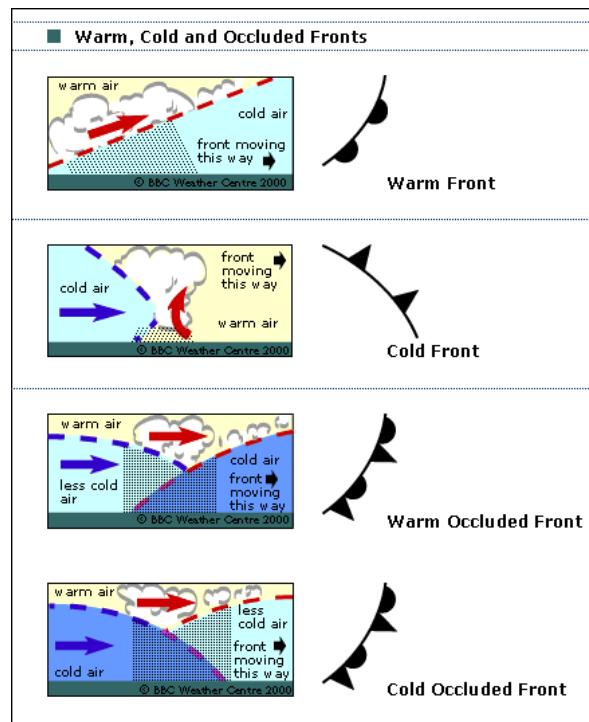 Warm, Cold and Occluded Fronts
warm air
cold air
front moving
this way
© BBC Weather Centre 2000
Warm Front
front
moving
this way
cold air
warm air
© BBC Weather Centre 2000
Cold Front
warm air
cold air
less cold
air
front
moving
this way
© BBC Weather Centre 2000
Warm Occluded Front
warm air
less
cold air
front
moving
this way
cold air
© BBC Weather Centre 2000
Cold Occluded Front